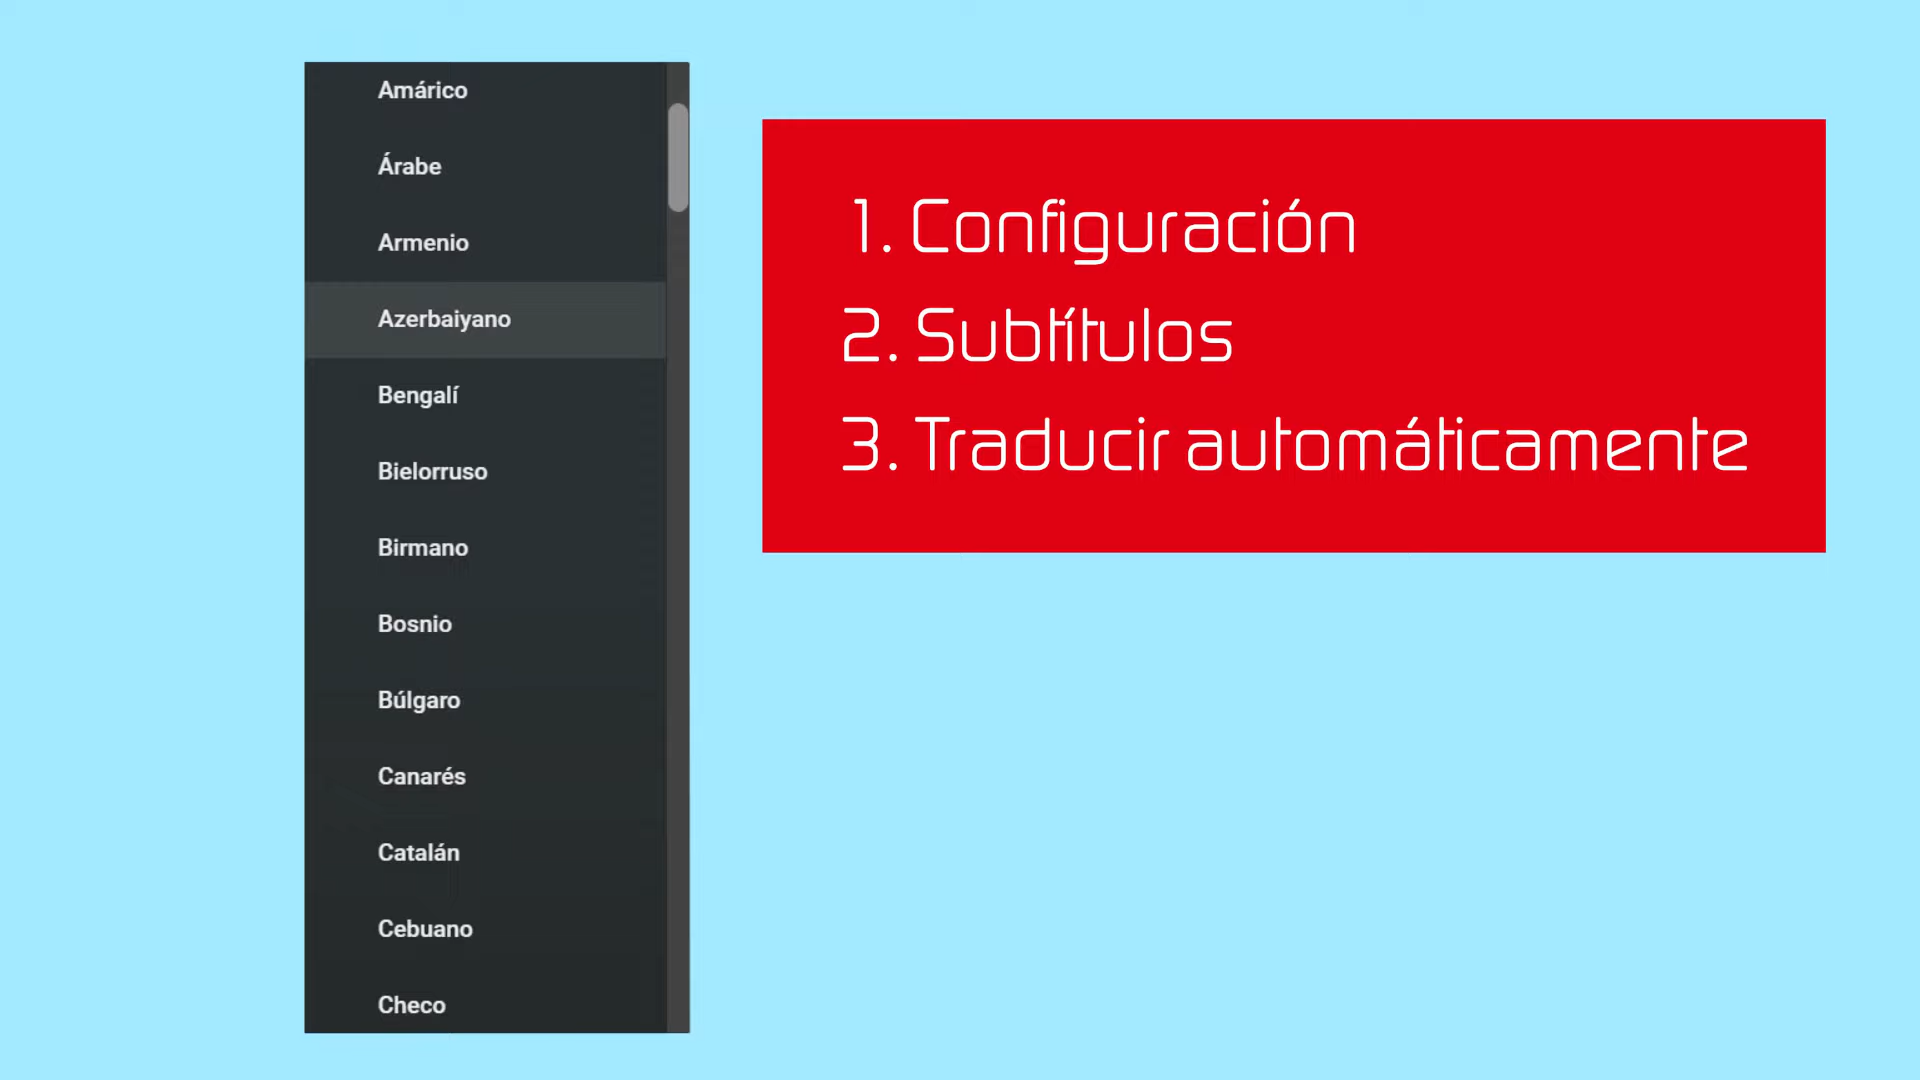 Amárico
Árabe
Armenio
Azerbaiyano
Bengalí
Bielorruso
Birmano
Bosnio
Búlgaro
Canarés
Catalán
Cebuano
Checo
1. Configuración
2. Subtítulos
3. Traducir automáticamente